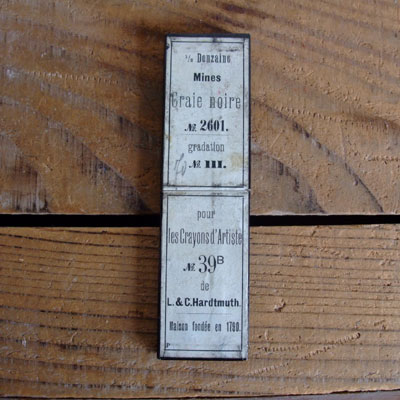 ½ Douzaine
Mines
Craie noire
№ 2601.
gradation
№ III.
pour
les Crayons d'Artiste
№ 39B
de
L. & C. Hardtmuth.
Maison fondée en 1790.